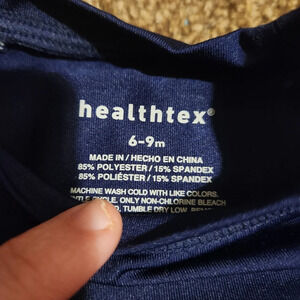 healthtex®
6-9m
MADE IN / HECHO EN CHINA
85% POLYESTER / 15% SPANDEX
85% POLIÉSTER / 15% SPANDEX
MACHINE WASH COLD WITH LIKE COLORS,
CYCLE. ONLY NON-CHLORINE BLEACH
TUMBLE DRY LOW.